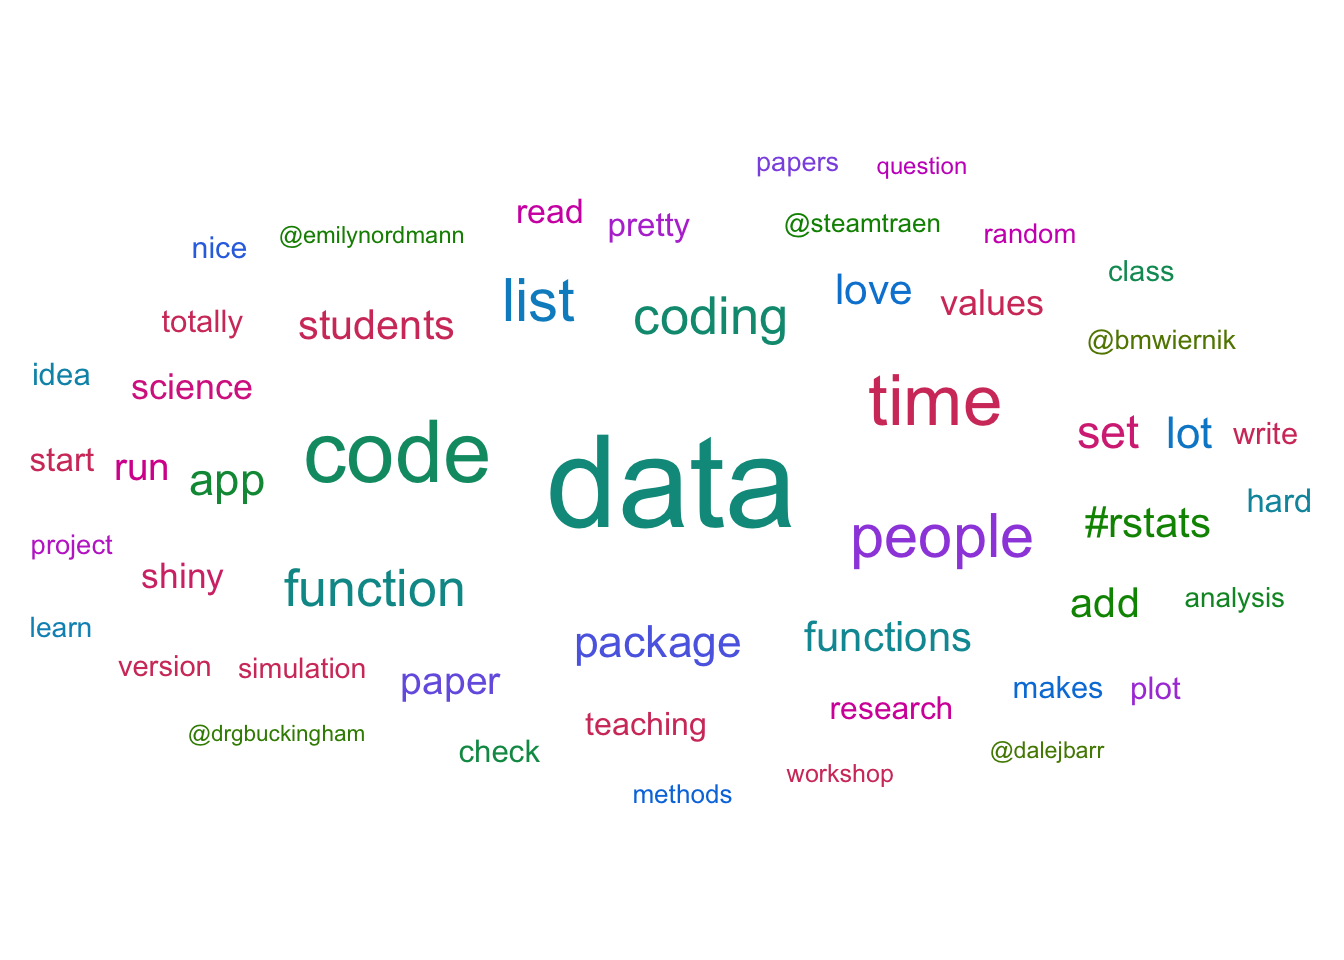 papers
question
read
pretty
@steamtraen
@emilynordmann
random
nice
class
list
coding
love
values
totally
students
@bmwiernik
idea
science
time
code
data
set
lot
write
start
run
app
hard
#rstats
people
project
shiny
function
add
analysis
learn
package
functions
version
simulation
paper
makes
plot
research
teaching
@drgbuckingham
check
@dalejbarr
workshop
methods